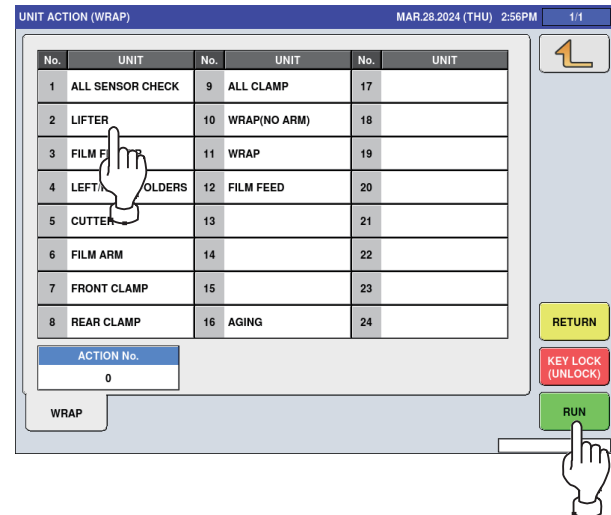 UNIT ACTION (WRAP) MAR.28.2024 (THU) 2:56PM 1/1
No. UNIT No. UNIT No. UNIT
1 ALL SENSOR CHECK 9 ALL CLAMP 17
2 LIFTER 10 WRAP(NO ARM) 18
3 FILM 11 WRAP 19
4 LEFT/ OLDERS 12 FILM FEED 20
5 CUTTER 13 21
6 FILM ARM 14 22
7 FRONT CLAMP 15 23
8 REAR CLAMP 16 AGING 24
RETURN
ACTION No.
0
KEY LOCK
(UNLOCK)
WRAP
RUN